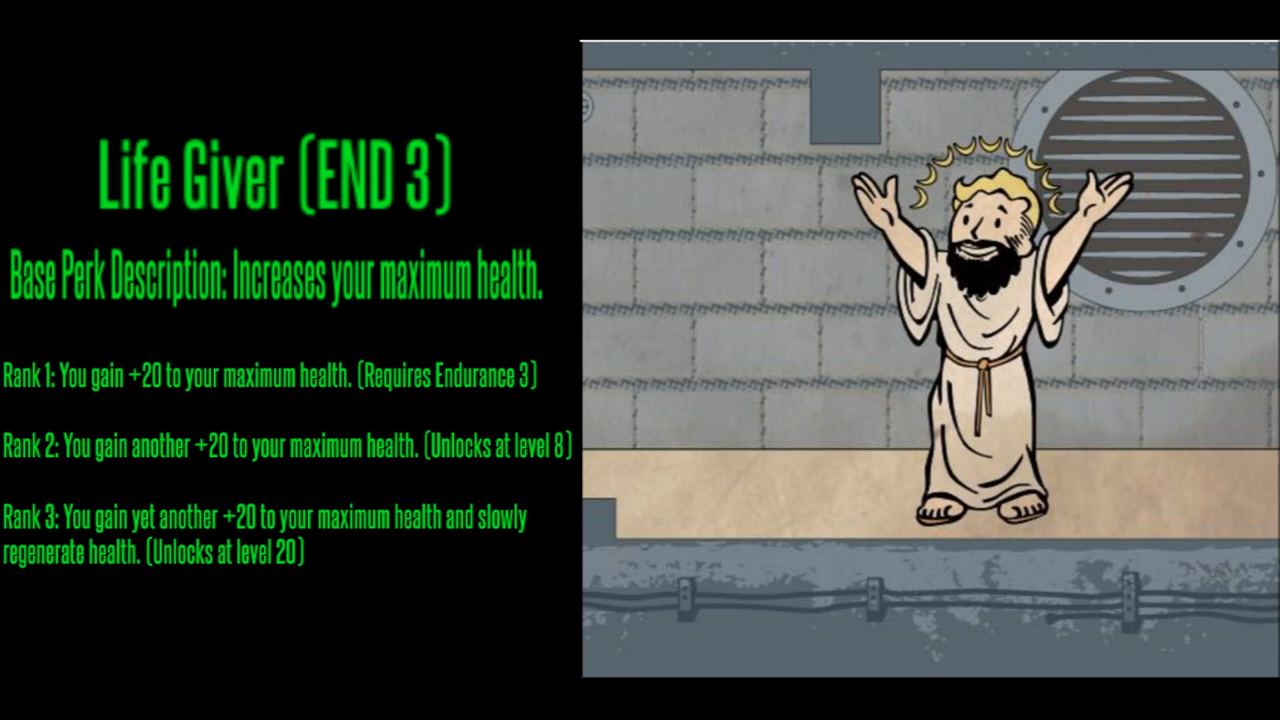 Life Giver (END 3)
Base Perk Description: Increases your maximum health.
Rank 1: You gain +20 to your maximum health. (Requires Endurance 3)
Rank 2: You gain another +20 to your maximum health. (Unlocks at level 8)
Rank 3: You gain yet another +20 to your maximum health and slowly
regenerate health. (Unlocks at level 20)